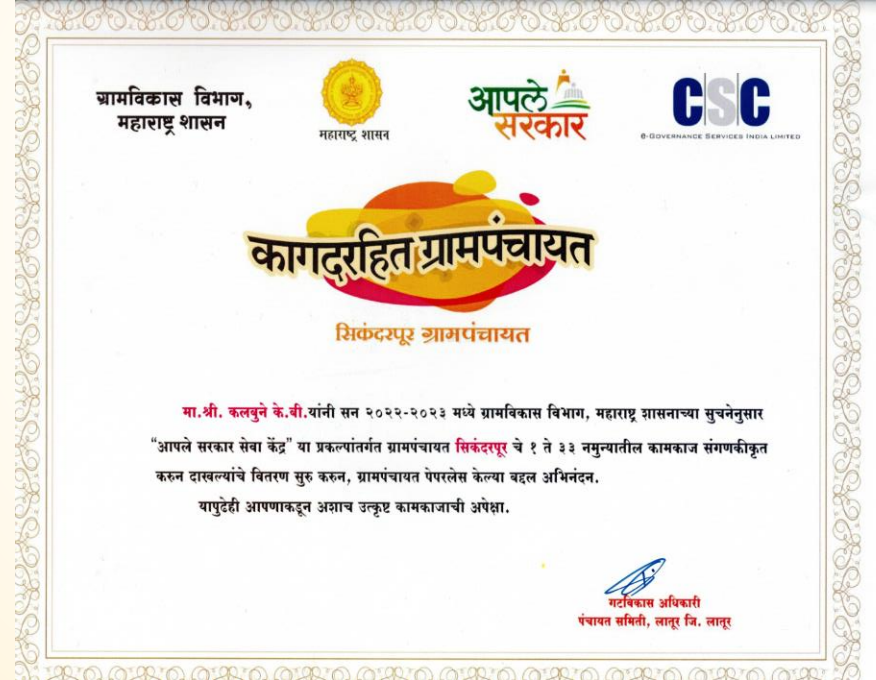 ग्रामविकास विभाग,
महाराष्ट्र शासन
महाराष्ट्र शासन
आपले
सरकार
CSC
e-Governance Services India Limited
कागदरहित ग्रामपंचायत
सिकंदरपूर ग्रामपंचायत
मा.श्री. कलबुने के.बी.यांनी सन २०२२-२०२३ मध्ये ग्रामविकास विभाग, महाराष्ट्र शासनाच्या सुचनेनुसार
"आपले सरकार सेवा केंद्र" या प्रकल्पांतर्गत ग्रामपंचायत सिकंदरपूर चे १ ते ३३ नमुन्यातील कामकाज संगणकीकृत
करुन दाखल्यांचे वितरण सुरु करुन, ग्रामपंचायत पेपरलेस केल्या बद्दल अभिनंदन.
यापुढेही आपणाकडून अशाच उत्कृष्ट कामकाजाची अपेक्षा.
गटविकास अधिकारी
पंचायत समिती, लातूर जि. लातूर